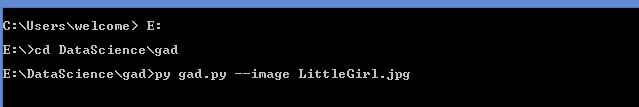 C:\Users\welcome> E:
E:\>cd DataScience\gad
E:\DataScience\gad>py gad.py --image LittleGirl.jpg